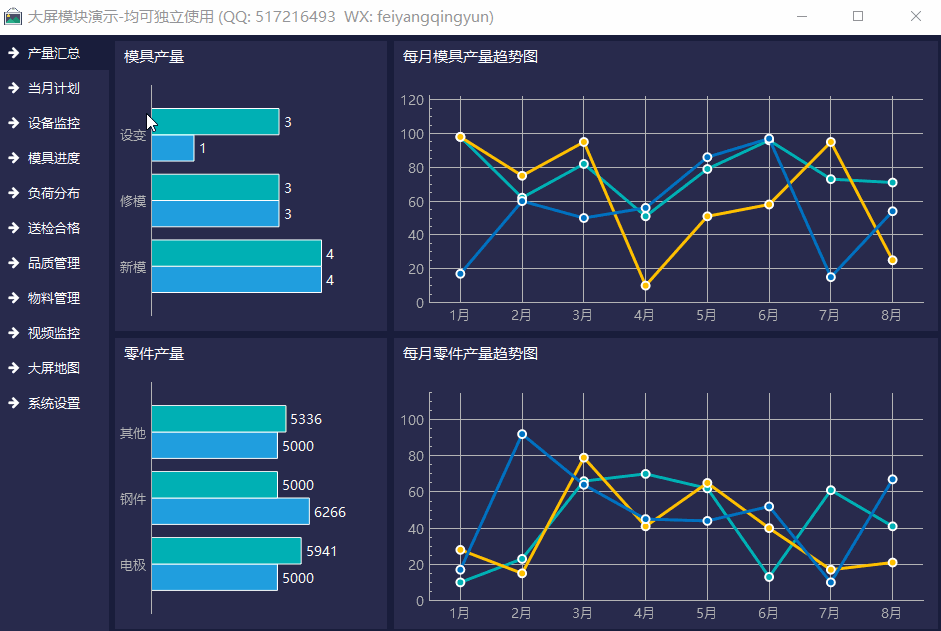 大屏模块演示-均可独立使用 (QQ: 517216493  WX: feiyangqingyun)
产量汇总
当月计划
设备监控
模具进度
负荷分布
送检合格
品质管理
物料管理
视频监控
大屏地图
系统设置
模具产量
设变
3
1
修模
3
3
新模
4
4
每月模具产量趋势图
120
100
80
60
40
20
0
1月 2月 3月 4月 5月 6月 7月 8月
零件产量
其他
5336
5000
钢件
5000
6266
电极
5941
5000
每月零件产量趋势图
100
80
60
40
20
0
1月 2月 3月 4月 5月 6月 7月 8月